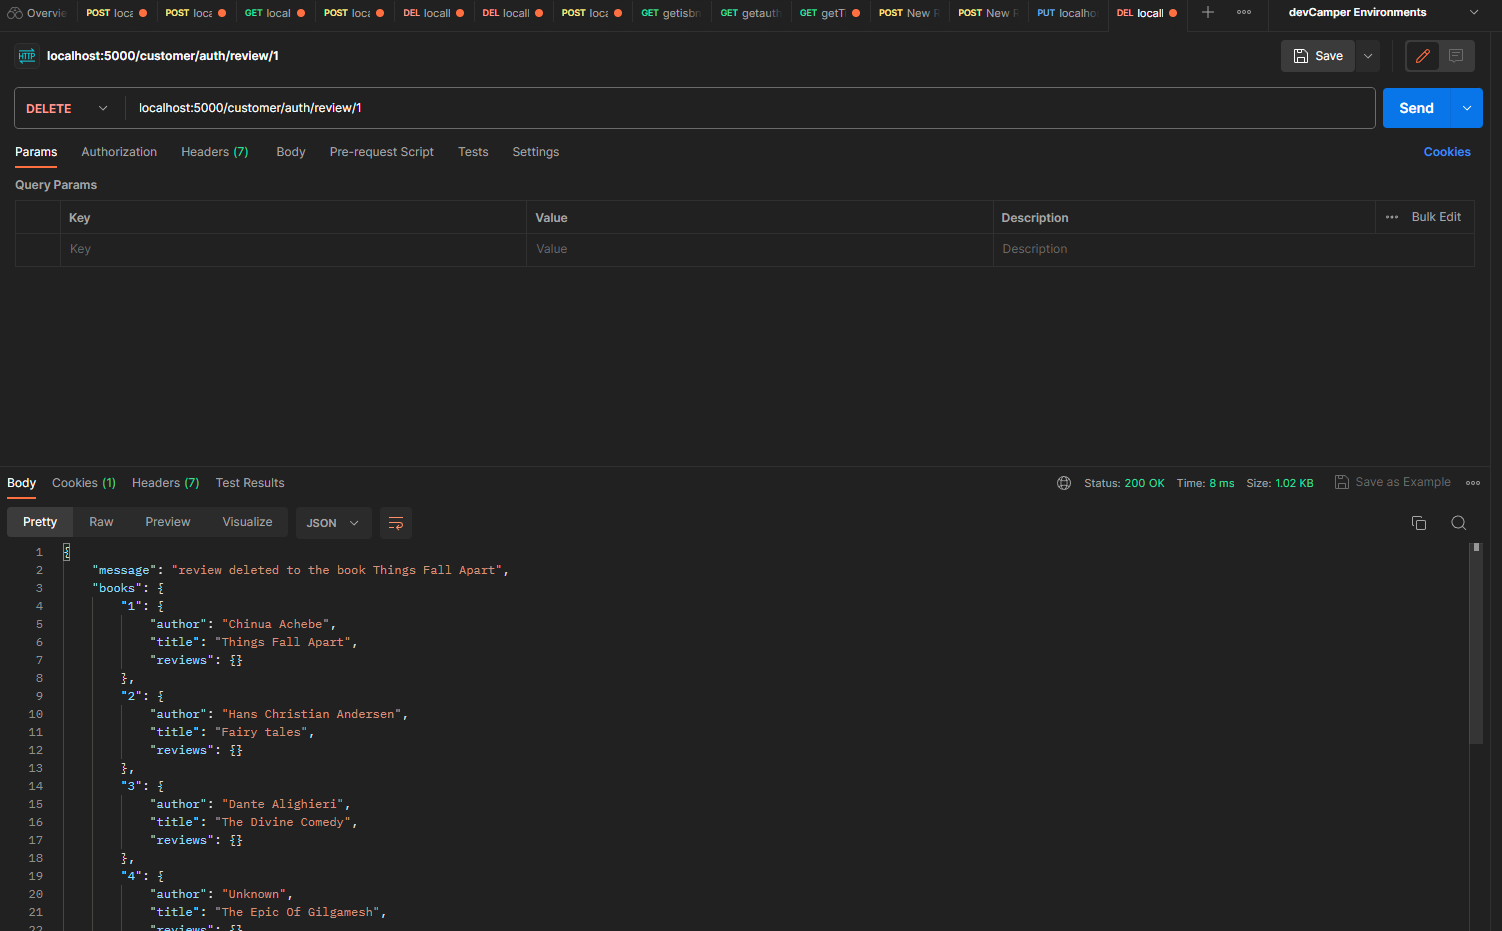 Overvie POST loca POST loca GET local POST loca DEL locall DEL locall POST loca GET getisbn GET getauth GET getTi POST New R POST New R PUT localho DEL locall devCamper Environments
HTTP localhost:5000/customer/auth/review/1 Save
DELETE localhost:5000/customer/auth/review/1 Send
Params Authorization Headers (7) Body Pre-request Script Tests Settings Cookies
Query Params
Key Value Description Bulk Edit
Key Value Description
Body Cookies (1) Headers (7) Test Results Status: 200 OK Time: 8 ms Size: 1.02 KB Save as Example
Pretty Raw Preview Visualize JSON
1 {
2 "message": "review deleted to the book Things Fall Apart",
3 "books": {
4 "1": {
5 "author": "Chinua Achebe",
6 "title": "Things Fall Apart",
7 "reviews": {}
8 },
9 "2": {
10 "author": "Hans Christian Andersen",
11 "title": "Fairy tales",
12 "reviews": {}
13 },
14 "3": {
15 "author": "Dante Alighieri",
16 "title": "The Divine Comedy",
17 "reviews": {}
18 },
19 "4": {
20 "author": "Unknown",
21 "title": "The Epic Of Gilgamesh",
22 "reviews": {}